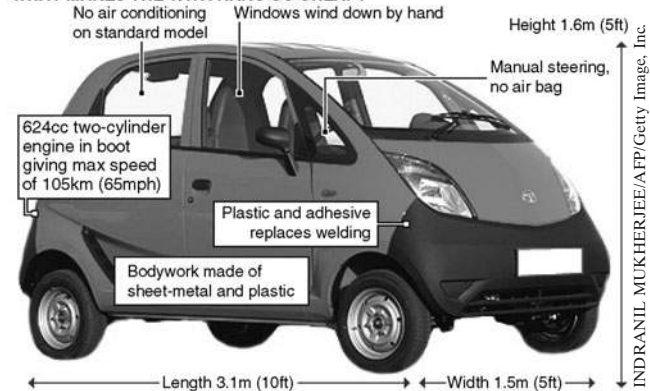 No air conditioning
on standard model
Windows wind down by hand
Height 1.6m (5ft)
Manual steering,
no air bag
624cc two-cylinder
engine in boot
giving max speed
of 105km (65mph)
Plastic and adhesive
replaces welding
Bodywork made of
sheet-metal and plastic
Length 3.1m (10ft)
Width 1.5m (5ft)
INDRANIL MUKHERJEE/AFP/Getty Image, Inc.